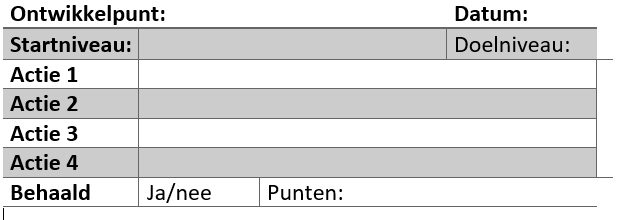 Ontwikkelpunt: Datum:
Startniveau: Doelniveau:
Actie 1
Actie 2
Actie 3
Actie 4
Behaald Ja/nee Punten: